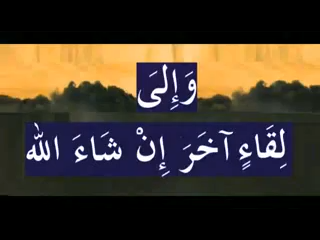 وَإِلَى
لِقَاءٍ آخَرَ إِنْ شَاءَ الله